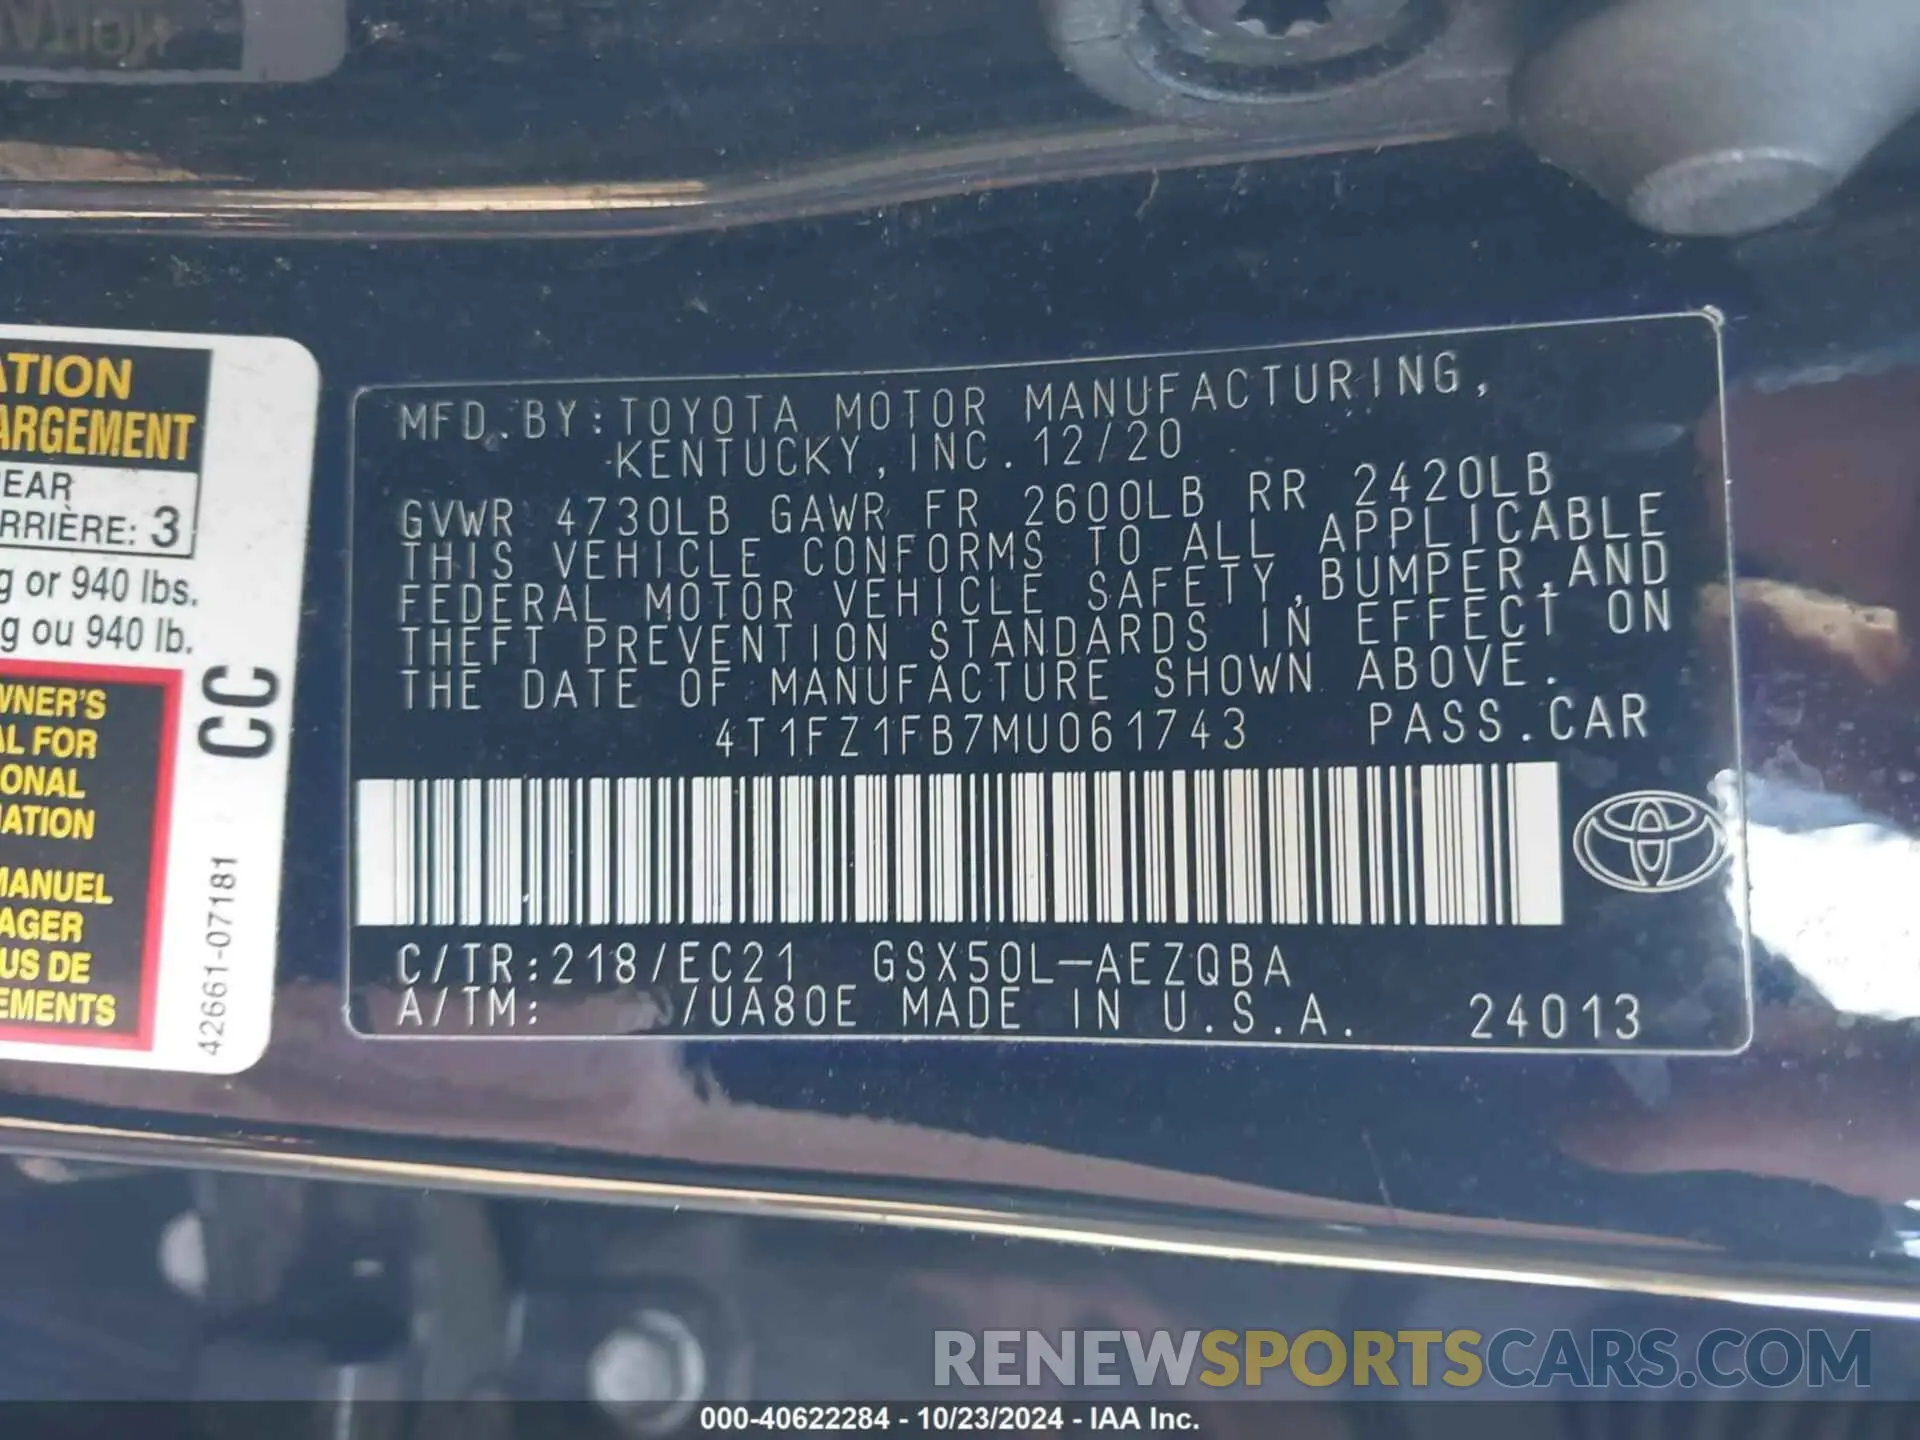 ATION
ARGEMENT
EAR
RRIÈRE: 3
g or 940 lbs.
g ou 940 lb.
WNER'S
AL FOR
IONAL
MATION
MANUEL
AGER
US DE
EMENTS
CC
42661-07181
MFD. BY: TOYOTA MOTOR MANUFACTURING,
KENTUCKY, INC. 12/20
GVWR 4730LB GAWR FR 2600LB RR 2420LB
THIS VEHICLE CONFORMS TO ALL APPLICABLE
FEDERAL MOTOR VEHICLE SAFETY, BUMPER, AND
THEFT PREVENTION STANDARDS IN EFFECT ON
THE DATE OF MANUFACTURE SHOWN ABOVE.
4T1FZ1FB7MU061743 PASS.CAR
C/TR:218/EC21 GSX50L-AEZQBA
A/TM: /UA80E MADE IN U.S.A. 24013
RENEWSPORTSCARS.COM
000-40622284 - 10/23/2024 - IAA Inc.